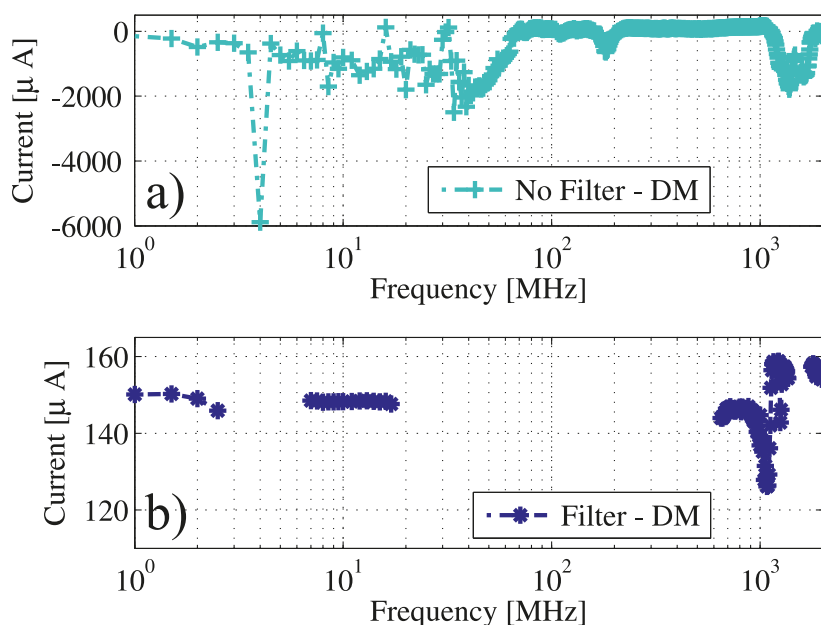 0
-2000
-4000
-6000
Current [μ A]
a)
No Filter - DM
10^0
10^1
10^2
10^3
Frequency [MHz]
160
140
120
Current [μ A]
b)
Filter - DM
10^0
10^1
10^2
10^3
Frequency [MHz]